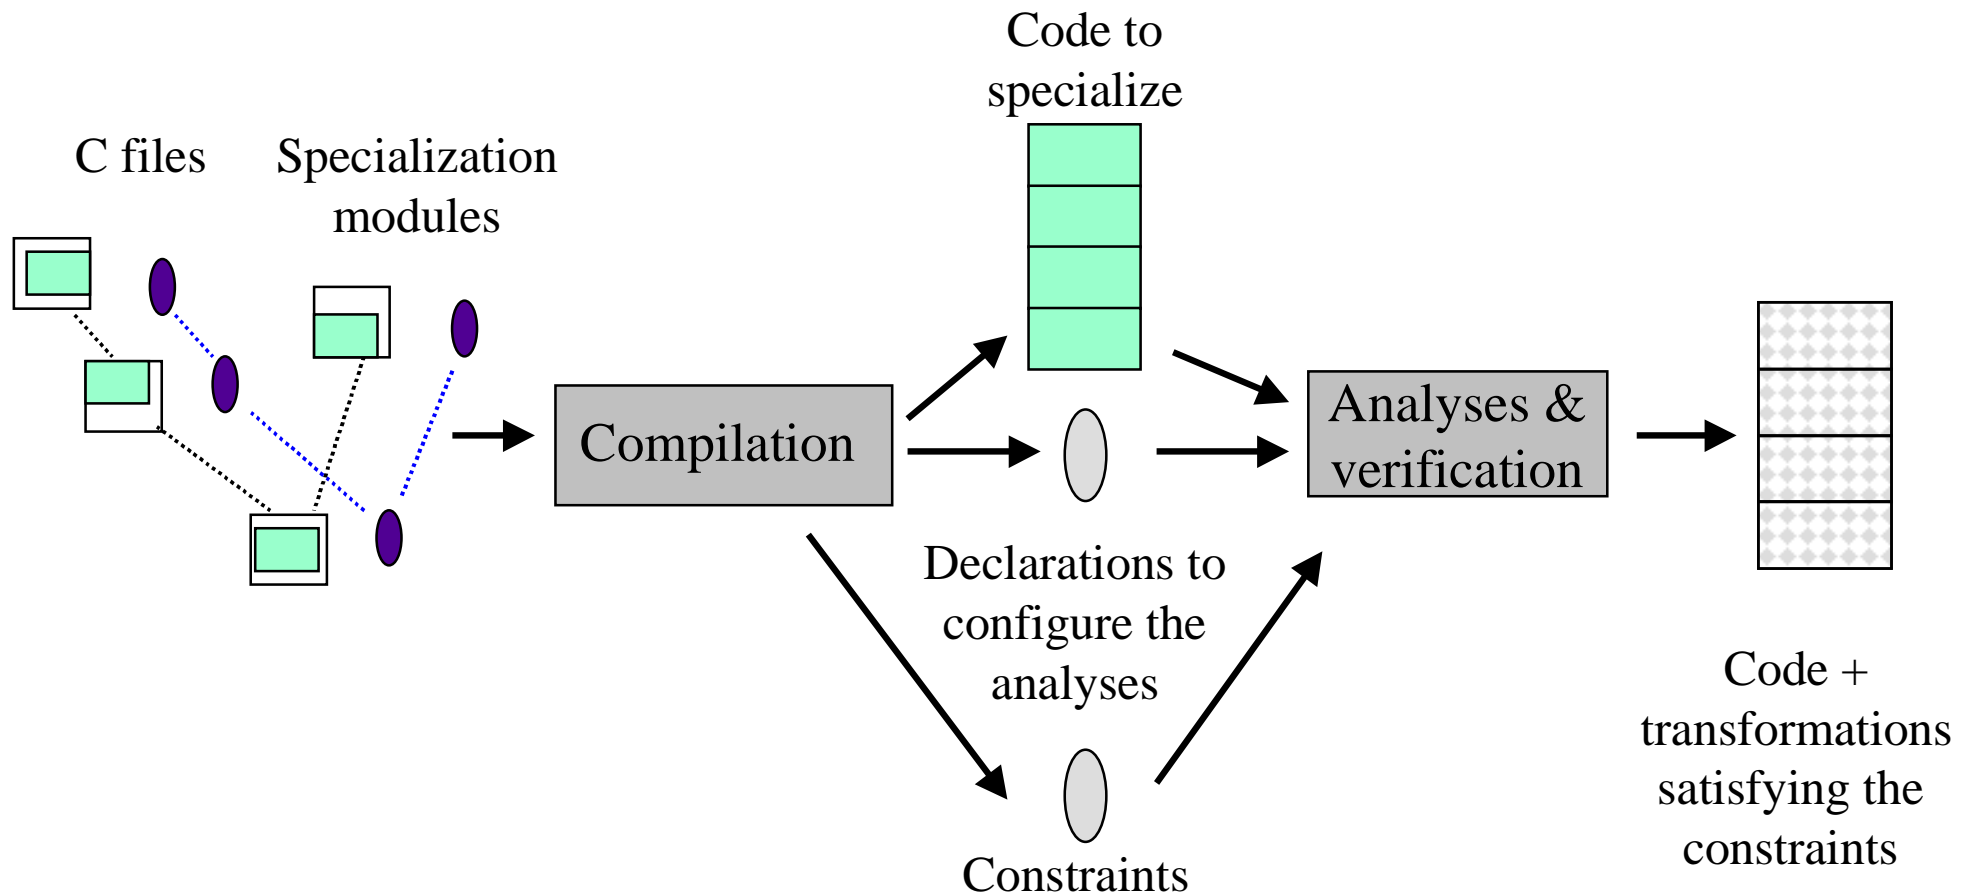 Code to
specialize
C files
Specialization
modules
Compilation
Analyses &
verification
Declarations to
configure the
analyses
Constraints
Code +
transformations
satisfying the
constraints